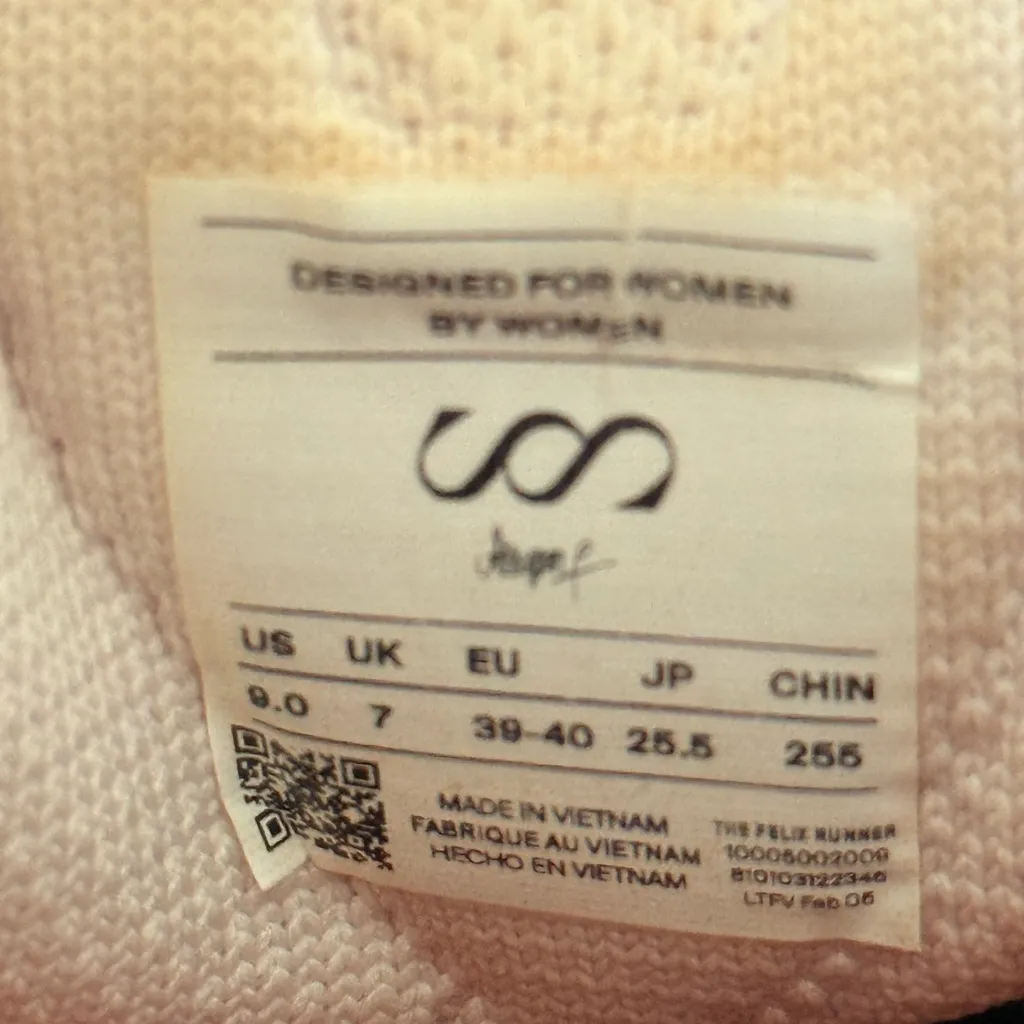 DESIGNED FOR WOMEN
BY WOMEN
US UK EU JP CHIN
9.0 7 39-40 25.5 255
MADE IN VIETNAM
FABRIQUE AU VIETNAM
HECHO EN VIETNAM
THE FELIX RUNNER
10006002009
810103122346
LTFV Feb 06